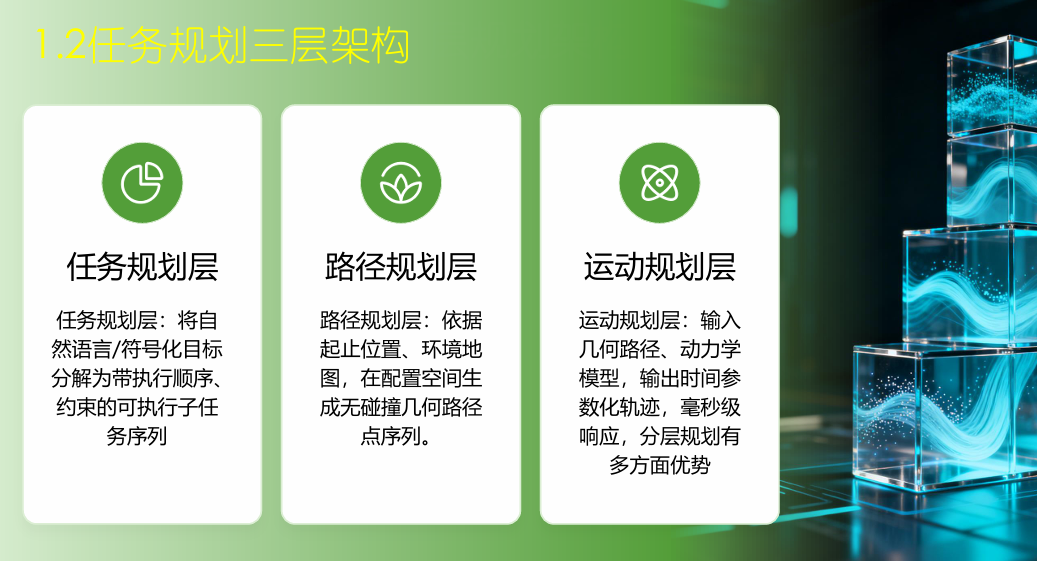 1.2任务规划三层架构
任务规划层
任务规划层：将自
然语言/符号化目标
分解为带执行顺序、
约束的可执行子任
务序列
路径规划层
路径规划层：依据
起止位置、环境地
图，在配置空间生
成无碰撞几何路径
点序列。
运动规划层
运动规划层：输入
几何路径、动力学
模型，输出时间参
数化轨迹，毫秒级
响应，分层规划有
多方面优势